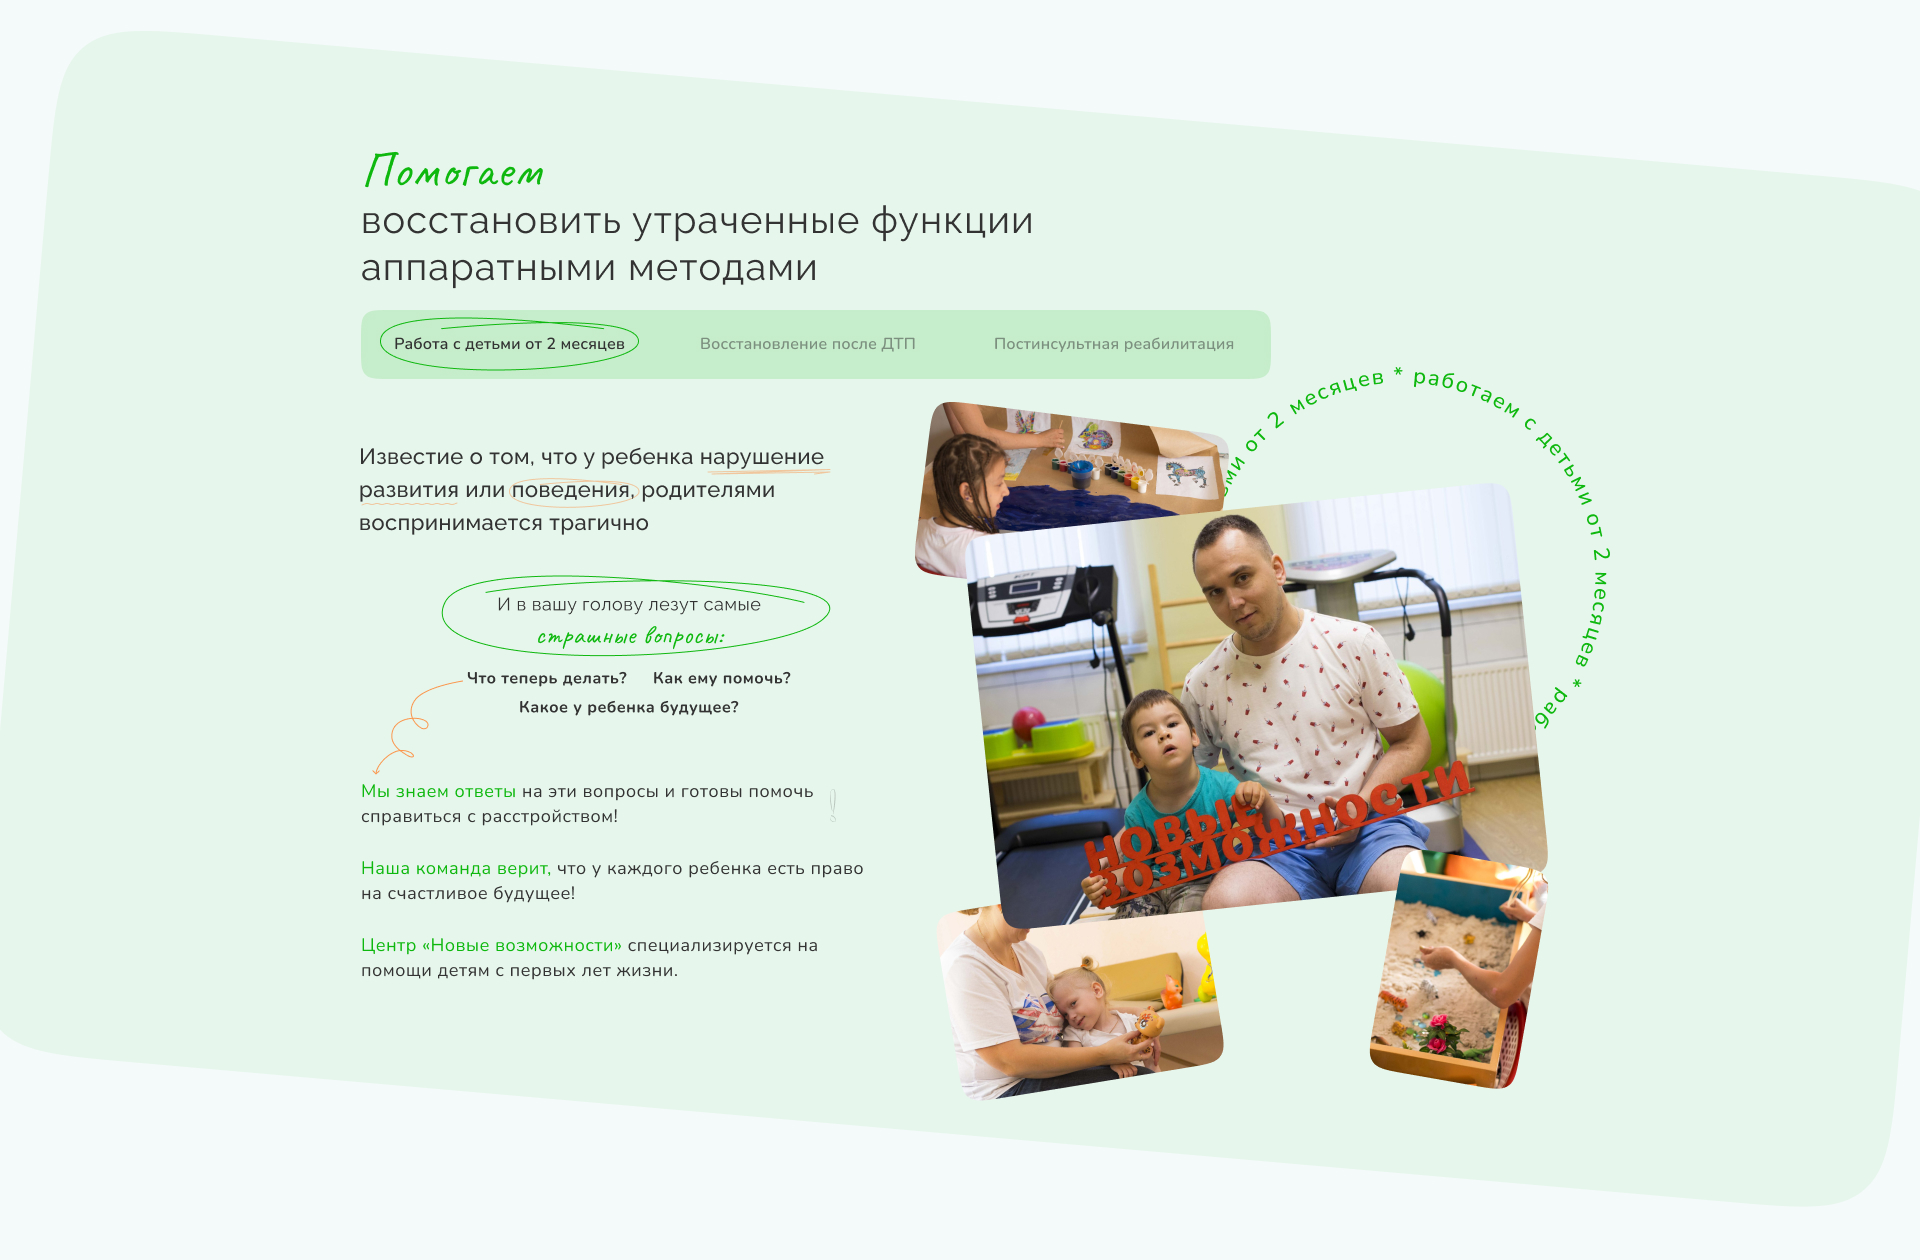 Помогаем
восстановить утраченные функции
аппаратными методами
Работа с детьми от 2 месяцев
Восстановление после ДТП
Постинсультная реабилитация
Известие о том, что у ребенка нарушение
развития или поведения, родителями
воспринимается трагично
И в вашу голову лезут самые
страшные вопросы:
Что теперь делать? Как ему помочь?
Какое у ребенка будущее?
Мы знаем ответы на эти вопросы и готовы помочь
справиться с расстройством!
Наша команда верит, что у каждого ребенка есть право
на счастливое будущее!
Центр «Новые возможности» специализируется на
помощи детям с первых лет жизни.
от 2 месяцев * работаем с детьми от 2 месяцев * раб
НОВЫЕ
ВОЗМОЖНОСТИ